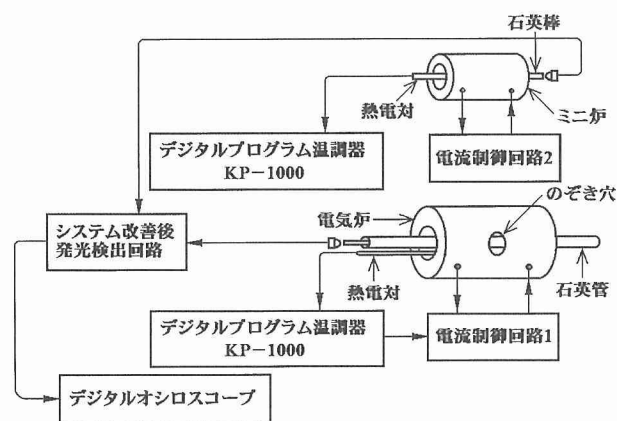 石英棒
熱電対
ミニ炉
デジタルプログラム温調器
KP-1000
電流制御回路2
のぞき穴
電気炉
システム改善後
発光検出回路
熱電対
石英管
デジタルプログラム温調器
KP-1000
電流制御回路1
デジタルオシロスコープ